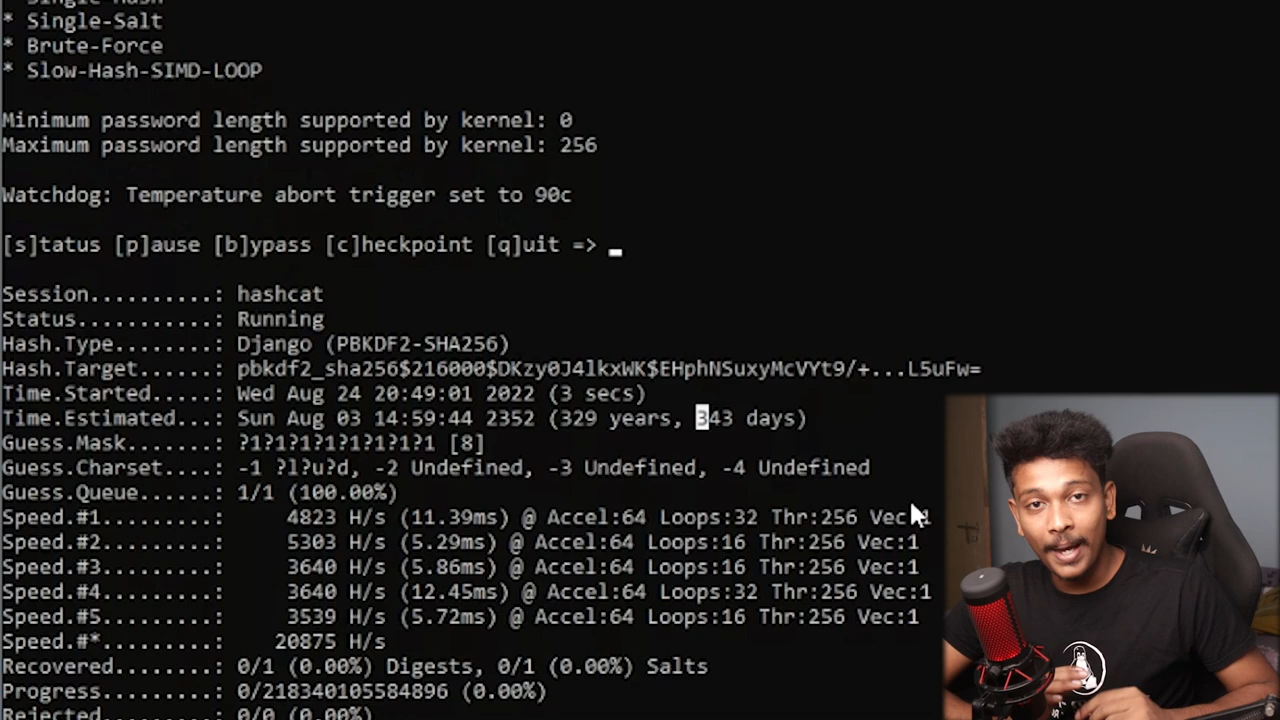 * Single-Hash
* Single-Salt
* Brute-Force
* Slow-Hash-SIMD-LOOP
Minimum password length supported by kernel: 0
Maximum password length supported by kernel: 256
Watchdog: Temperature abort trigger set to 90c
[s]tatus [p]ause [b]ypass [c]heckpoint [q]uit => _
Session..........: hashcat
Status...........: Running
Hash.Type........: Django (PBKDF2-SHA256)
Hash.Target......: pbkdf2_sha256$216000$DKzy0J4lkxWK$EHphNSuxyMcVYt9/+...L5uFw=
Time.Started.....: Wed Aug 24 20:49:01 2022 (3 secs)
Time.Estimated...: Sun Aug 03 14:59:44 2352 (329 years, 343 days)
Guess.Mask.......: ?1?1?1?1?1?1?1?1 [8]
Guess.Charset....: -1 ?l?u?d, -2 Undefined, -3 Undefined, -4 Undefined
Guess.Queue......: 1/1 (100.00%)
Speed.#1.........: 4823 H/s (11.39ms) @ Accel:64 Loops:32 Thr:256 Vec:1
Speed.#2.........: 5303 H/s (5.29ms) @ Accel:64 Loops:16 Thr:256 Vec:1
Speed.#3.........: 3640 H/s (5.86ms) @ Accel:64 Loops:16 Thr:256 Vec:1
Speed.#4.........: 3640 H/s (12.45ms) @ Accel:64 Loops:32 Thr:256 Vec:1
Speed.#5.........: 3539 H/s (5.72ms) @ Accel:64 Loops:16 Thr:256 Vec:1
Speed.#*.........: 20875 H/s
Recovered........: 0/1 (0.00%) Digests, 0/1 (0.00%) Salts
Progress.........: 0/218340105584896 (0.00%)
Rejected.........: 0/0 (0.00%)